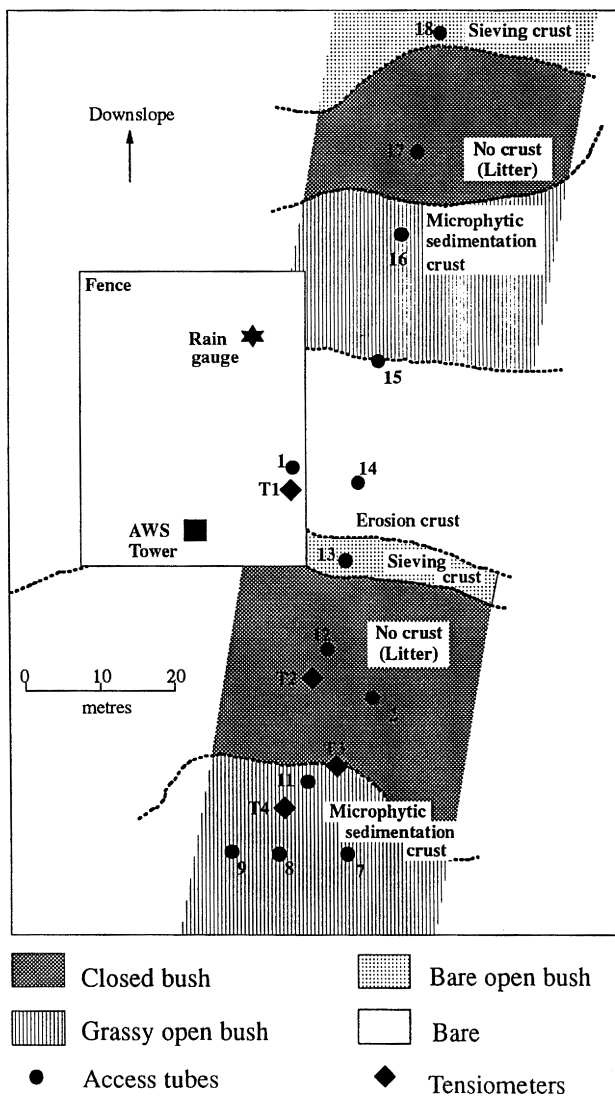 18
Sieving crust
Downslope
17
No crust
(Litter)
Microphytic
sedimentation
crust
16
Fence
Rain
gauge
15
1
14
T1
Erosion crust
AWS
Tower
13
Sieving
crust
12
No crust
(Litter)
T2
2
0 10 20
metres
T3
11
Microphytic
sedimentation
crust
T4
9
8
7
Closed bush
Bare open bush
Grassy open bush
Bare
Access tubes
Tensiometers